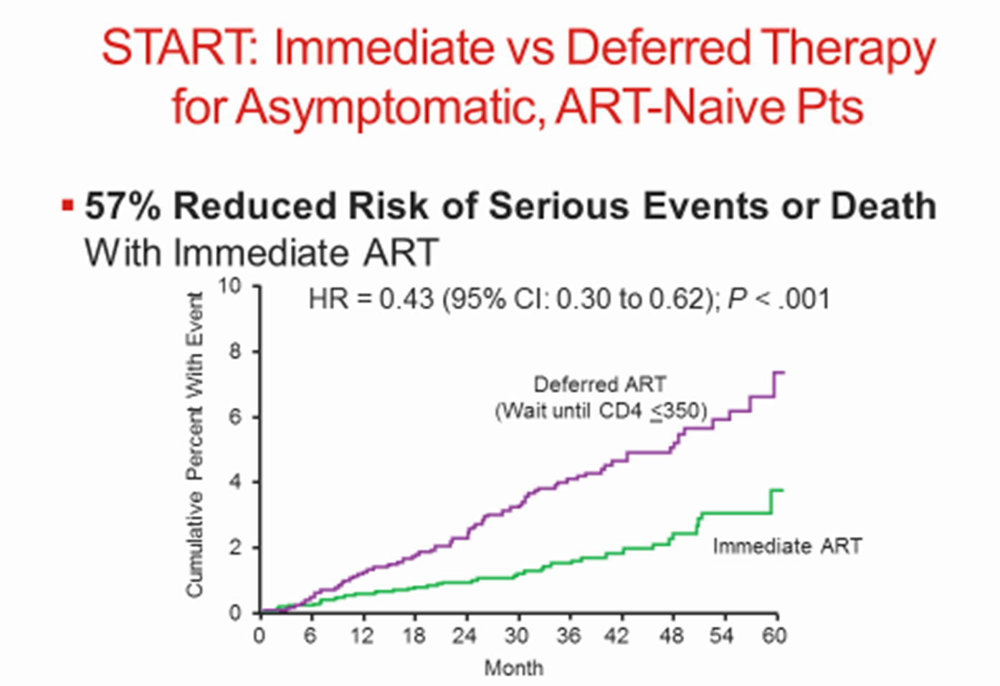 START: Immediate vs Deferred Therapy
for Asymptomatic, ART-Naive Pts
▪ 57% Reduced Risk of Serious Events or Death
With Immediate ART
HR = 0.43 (95% CI: 0.30 to 0.62); P < .001
Cumulative Percent With Event
10
8
6
4
2
0
Deferred ART
(Wait until CD4 ≤350)
Immediate ART
0 6 12 18 24 30 36 42 48 54 60
Month